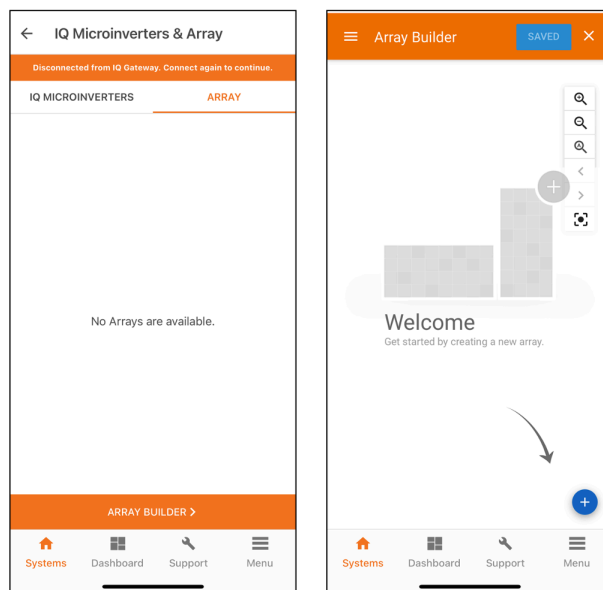 IQ Microinverters & Array
Disconnected from IQ Gateway. Connect again to continue.
IQ MICROINVERTERS
ARRAY
No Arrays are available.
ARRAY BUILDER >
Systems
Dashboard
Support
Menu
Array Builder
SAVED
Welcome
Get started by creating a new array.
Systems
Dashboard
Support
Menu